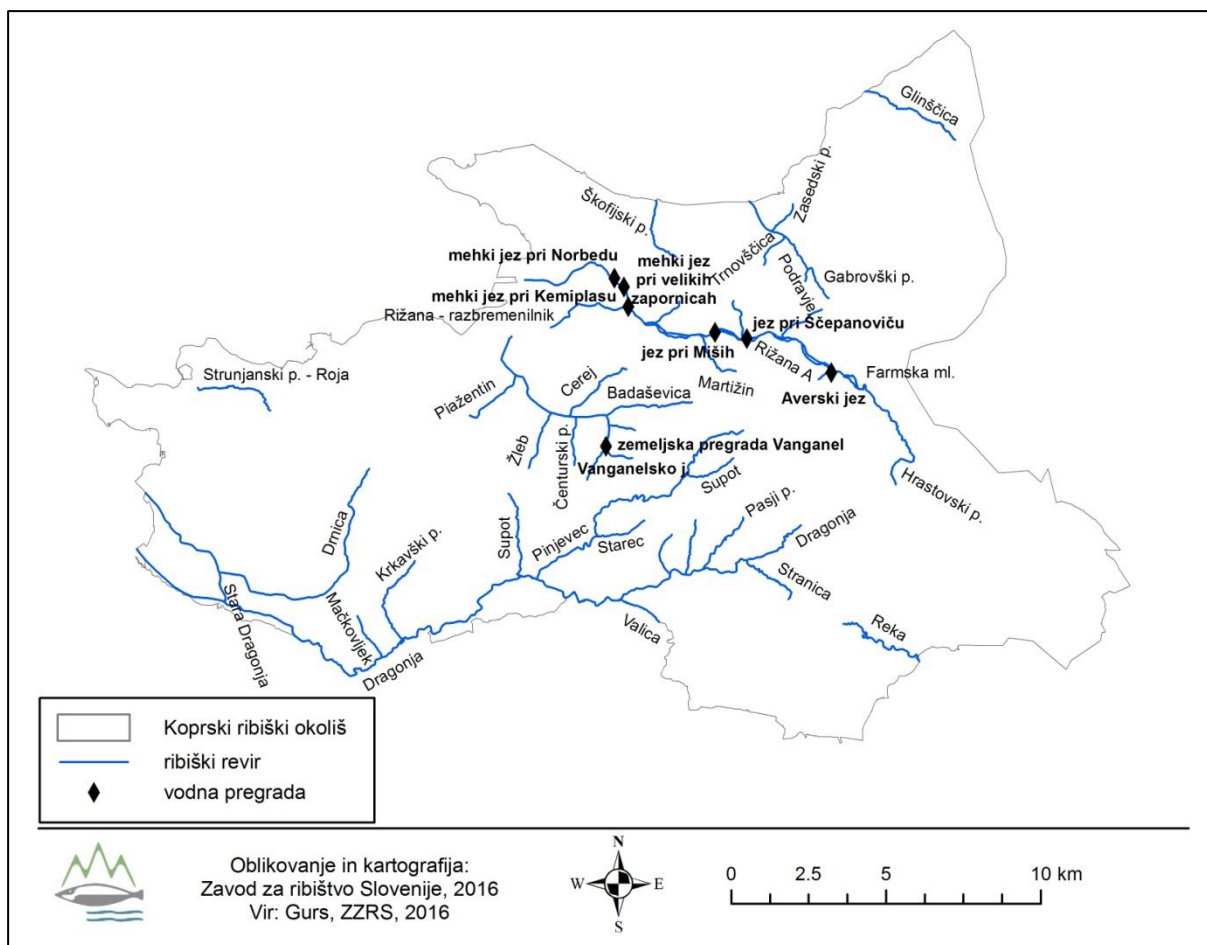 Glinščica
Zasedski p.
Škofijski p.
Trnovščica
Podravje
Gabrovški p.
mehki jez pri Norbedu
mehki jez
pri velikih
zapornicah
mehki jez pri Kemiplasu
Rižana - razbremenilnik
jez pri Ščepanoviču
jez pri Miših
Rižana A
Farmska ml.
Martižin
Averski jez
Strunjanski p. - Roja
Piažentin
Cerej
Badaševica
Žleb
Čenturski p.
zemeljska pregrada Vanganel
Vanganelsko j.
Supot
Hrastovski p.
Drnica
Krkavški p.
Supot
Pinjevec
Starec
Pasji p.
Dragonja
Stranica
Stara Dragonja
Mačkovljek
Dragonja
Valica
Reka
Koprski ribiški okoliš
ribiški revir
vodna pregrada
Oblikovanje in kartografija:
Zavod za ribištvo Slovenije, 2016
Vir: Gurs, ZZRS, 2016
N
W
E
S
0 2.5 5 10 km